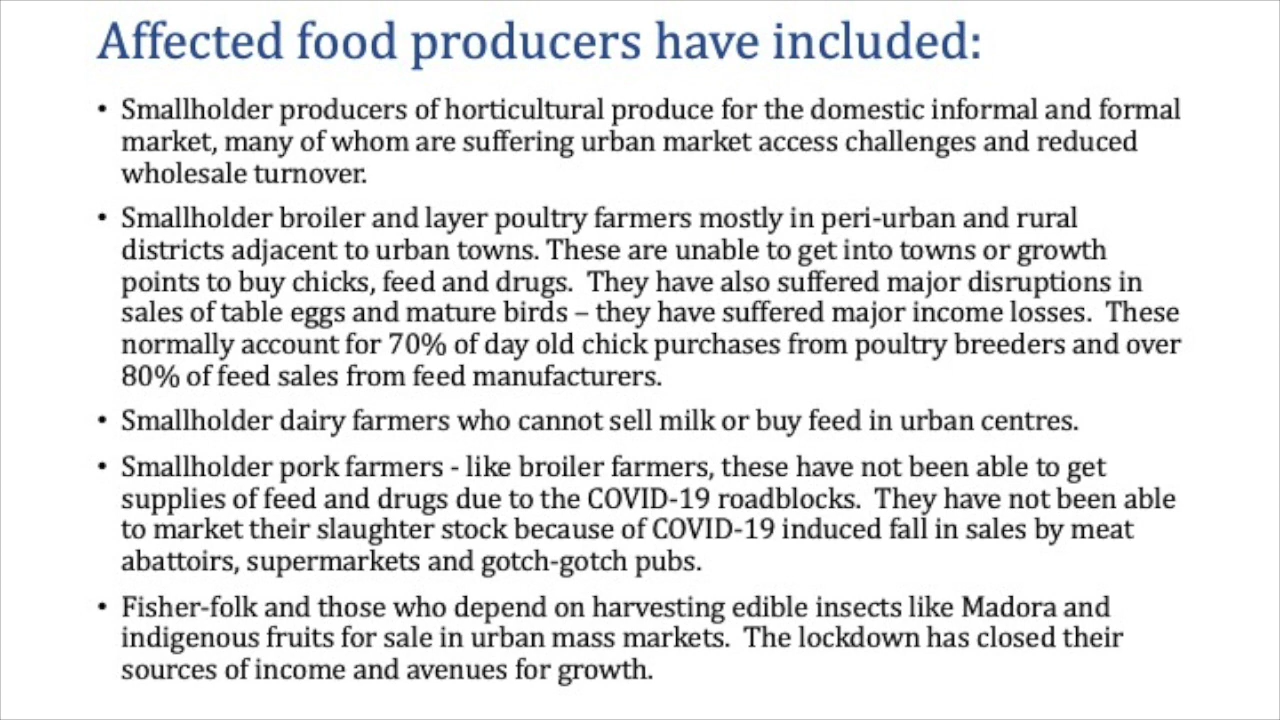 Affected food producers have included:
• Smallholder producers of horticultural produce for the domestic informal and formal
market, many of whom are suffering urban market access challenges and reduced
wholesale turnover.
• Smallholder broiler and layer poultry farmers mostly in peri-urban and rural
districts adjacent to urban towns. These are unable to get into towns or growth
points to buy chicks, feed and drugs.  They have also suffered major disruptions in
sales of table eggs and mature birds – they have suffered major income losses.  These
normally account for 70% of day old chick purchases from poultry breeders and over
80% of feed sales from feed manufacturers.
• Smallholder dairy farmers who cannot sell milk or buy feed in urban centres.
• Smallholder pork farmers - like broiler farmers, these have not been able to get
supplies of feed and drugs due to the COVID-19 roadblocks.  They have not been able
to market their slaughter stock because of COVID-19 induced fall in sales by meat
abattoirs, supermarkets and gotch-gotch pubs.
• Fisher-folk and those who depend on harvesting edible insects like Madora and
indigenous fruits for sale in urban mass markets.  The lockdown has closed their
sources of income and avenues for growth.